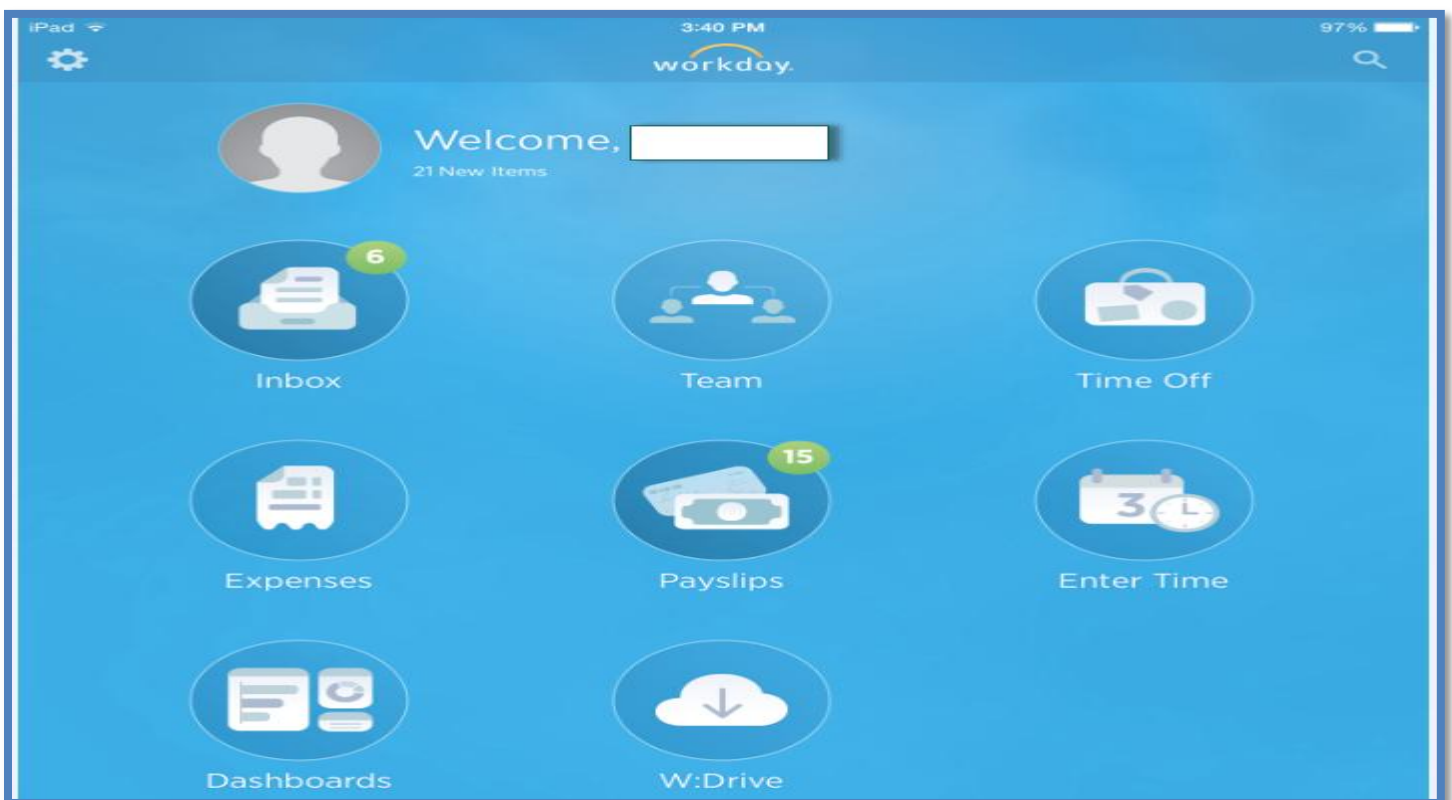 iPad 3:40 PM 97%
workday.
Welcome,
21 New Items
6
Inbox Team Time Off
15
3
Expenses Payslips Enter Time
Dashboards W:Drive